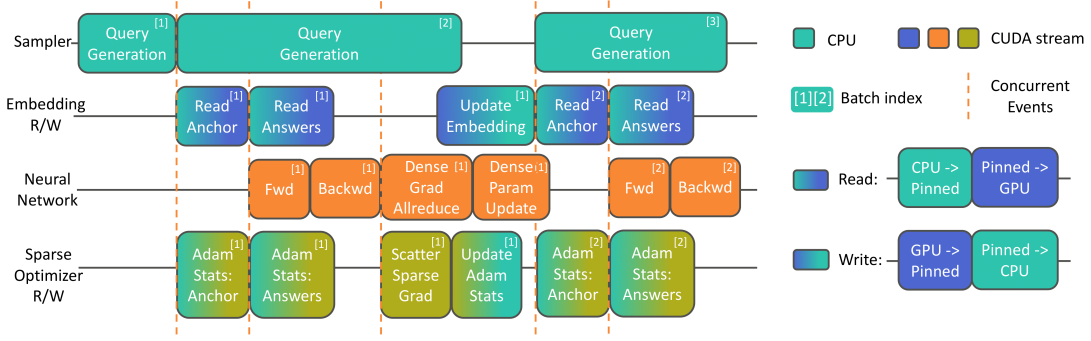 Sampler
Query
Generation
[1]
Query
Generation
[2]
Query
Generation
[3]
Embedding
R/W
Read
Anchor
[1]
Read
Answers
[1]
Update
Embedding
[1]
Read
Anchor
[2]
Read
Answers
[2]
Neural
Network
Fwd
[1]
Backwd
[1]
Dense
Grad
Allreduce
[1]
Dense
Param
Update
[1]
Fwd
[2]
Backwd
[2]
Sparse
Optimizer
R/W
Adam
Stats:
Anchor
[1]
Adam
Stats:
Answers
[1]
Scatter
Sparse
Grad
[1]
Update
Adam
Stats
[1]
Adam
Stats:
Anchor
[2]
Adam
Stats:
Answers
[2]
CPU
CUDA stream
[1][2] Batch index
Concurrent
Events
Read:
CPU ->
Pinned
Pinned ->
GPU
Write:
GPU ->
Pinned
Pinned ->
CPU